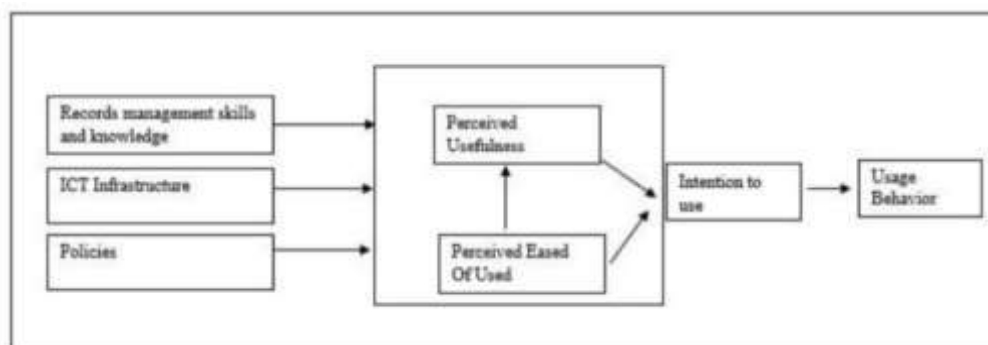 Records management skills
and knowledge
ICT Infrastructure
Policies
Perceived
Usefulness
Perceived Eased
Of Used
Intention to
use
Usage
Behavior